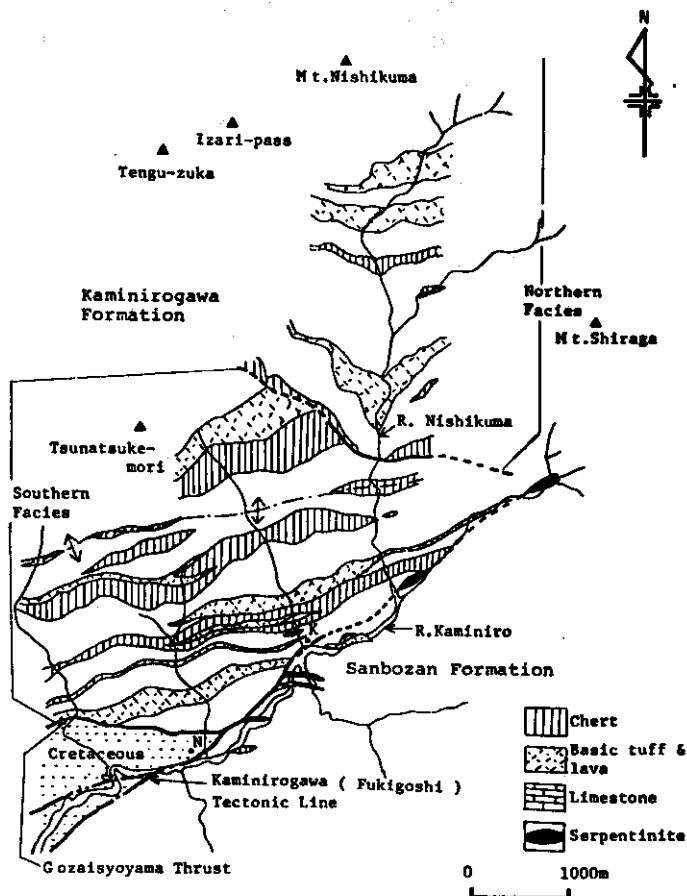 N
Mt.Nishikuma
Izari-pass
Tengu-zuka
Kaminirogawa
Formation
Northern
Facies
Mt.Shiraga
R. Nishikuma
Tsunatsuke-
mori
Southern
Facies
K
R.Kaminiro
Sanbozan Formation
Chert
Basic tuff &
lava
Limestone
Serpentinite
Cretaceous
N
Kaminirogawa ( Fukigoshi )
Tectonic Line
Gozaisyoyama Thrust
0 1000m